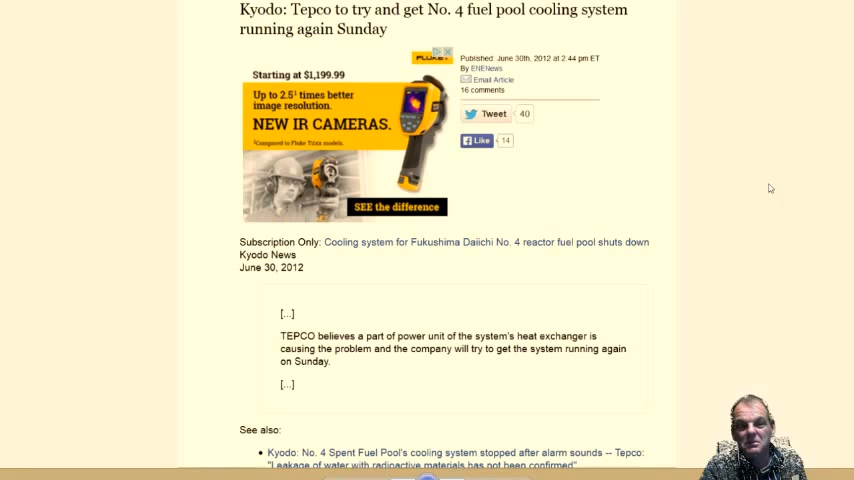 Kyodo: Tepco to try and get No. 4 fuel pool cooling system
running again Sunday
FLUKE
Starting at $1,199.99
Up to 2.5¹ times better
image resolution.
NEW IR CAMERAS.
¹Compared to Fluke Ti1xx models.
SEE the difference
Published: June 30th, 2012 at 2:44 pm ET
By ENENews
Email Article
16 comments
Tweet 40
Like 14
Subscription Only: Cooling system for Fukushima Daiichi No. 4 reactor fuel pool shuts down
Kyodo News
June 30, 2012
[...]
TEPCO believes a part of power unit of the system's heat exchanger is
causing the problem and the company will try to get the system running again
on Sunday.
[...]
See also:
Kyodo: No. 4 Spent Fuel Pool's cooling system stopped after alarm sounds -- Tepco:
"Leakage of water with radioactive materials has not been confirmed"